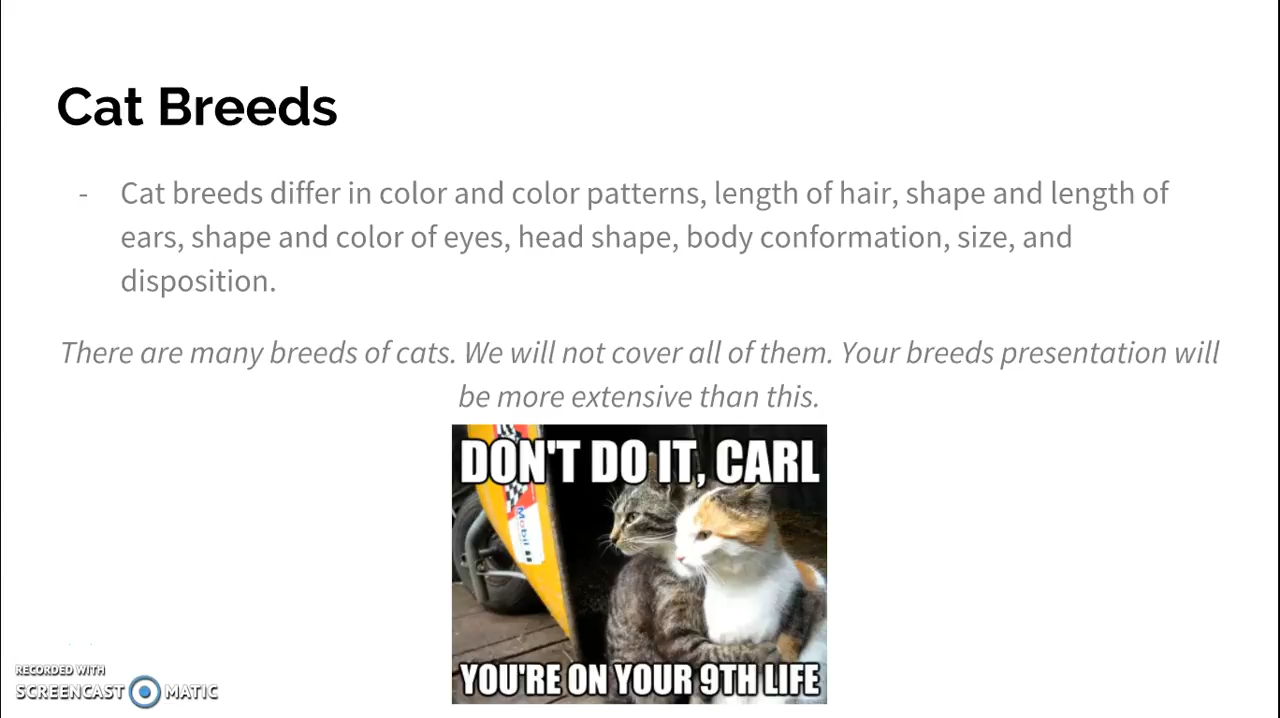 Cat Breeds
- Cat breeds differ in color and color patterns, length of hair, shape and length of
ears, shape and color of eyes, head shape, body conformation, size, and
disposition.
There are many breeds of cats. We will not cover all of them. Your breeds presentation will
be more extensive than this.
DON'T DO IT, CARL
Mobil
YOU'RE ON YOUR 9TH LIFE
RECORDED WITH
SCREENCAST MATIC